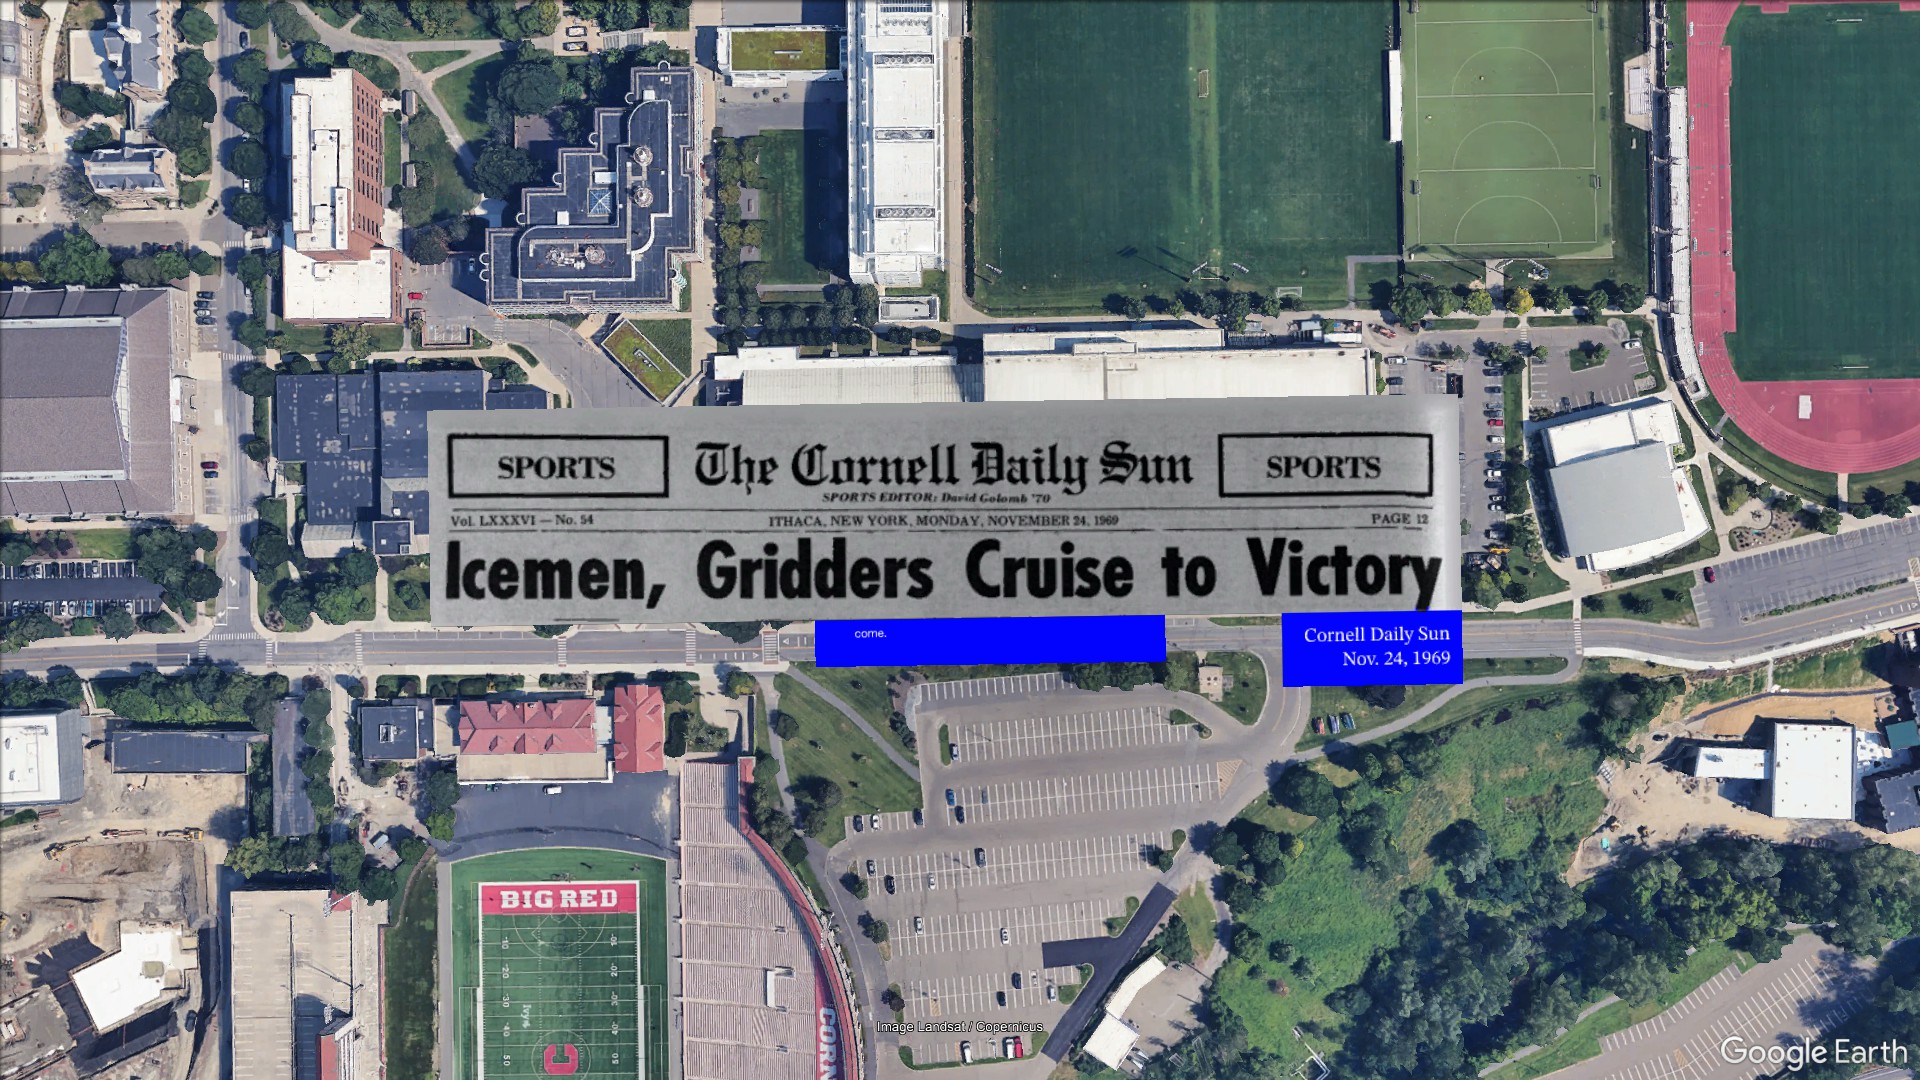 SPORTS
The Cornell Daily Sun
SPORTS
SPORTS EDITOR: David Golomb '70
Vol. LXXXVI — No. 54
ITHACA, NEW YORK, MONDAY, NOVEMBER 24, 1969
PAGE 12
Icemen, Gridders Cruise to Victory
come.
Cornell Daily Sun
Nov. 24, 1969
BIG RED
10
10
20
20
30
30
40
40
50
50
C
CORN
Image Landsat / Copernicus
Google Earth